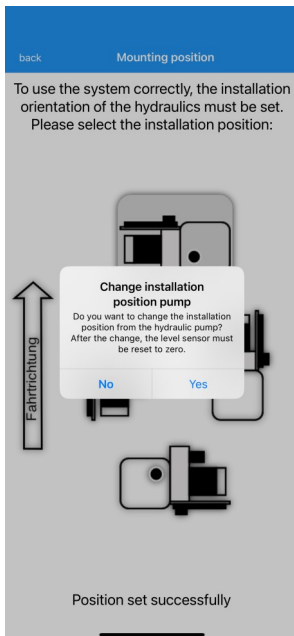 back
Mounting position
To use the system correctly, the installation
orientation of the hydraulics must be set.
Please select the installation position:
Change installation
position pump
Do you want to change the installation
position from the hydraulic pump?
After the change, the level sensor must
be reset to zero.
No
Yes
Fahrtrichtung
Position set successfully